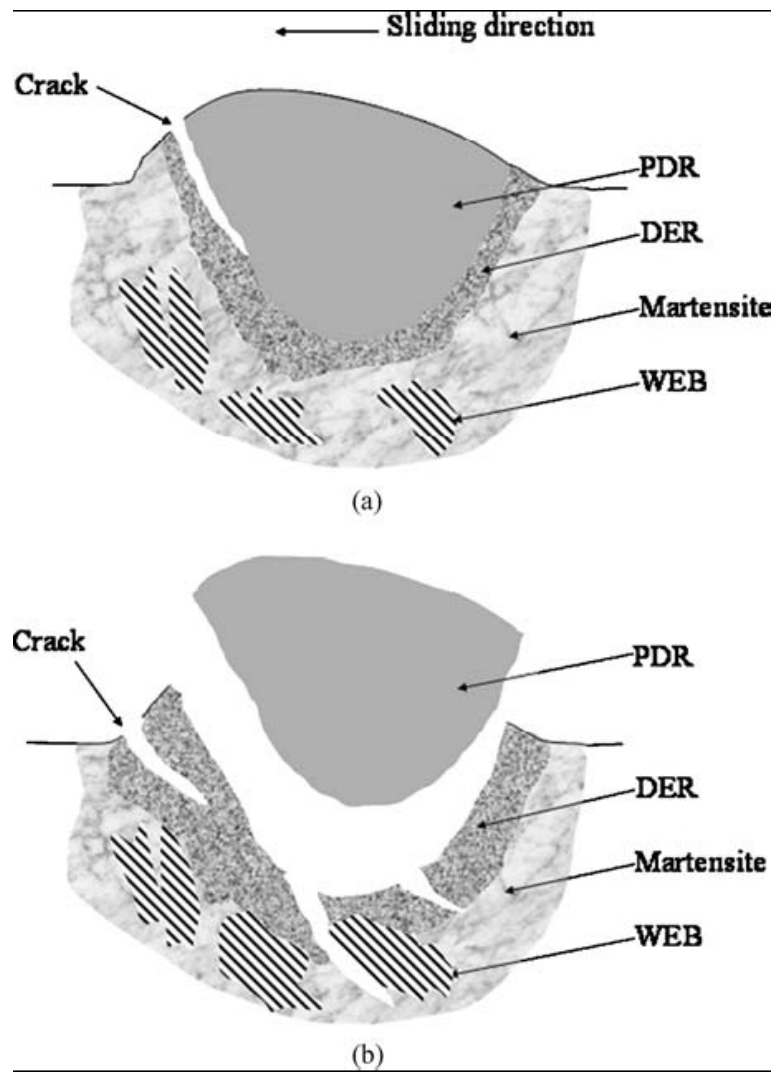 Sliding direction
Crack
PDR
DER
Martensite
WEB
(a)
Crack
PDR
DER
Martensite
WEB
(b)